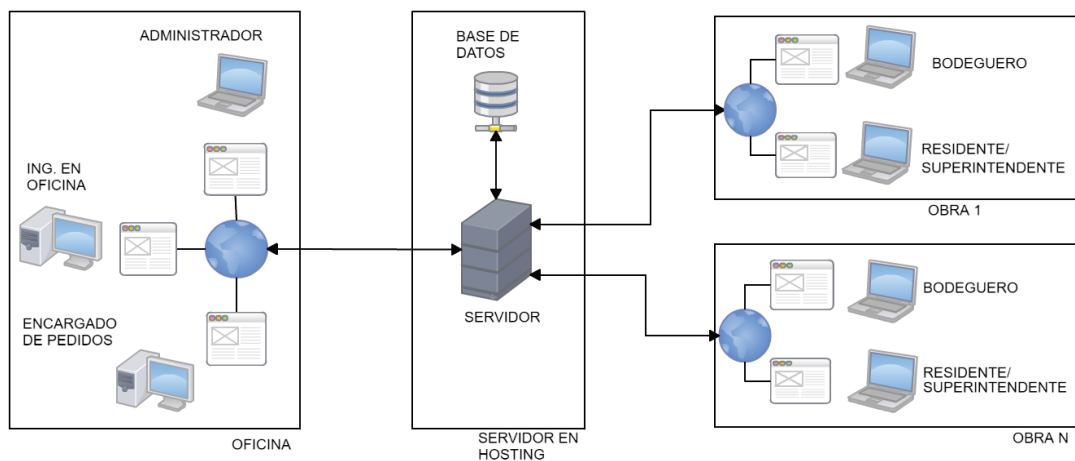 ADMINISTRADOR
ING. EN
OFICINA
ENCARGADO
DE PEDIDOS
OFICINA
BASE DE
DATOS
SERVIDOR
SERVIDOR EN
HOSTING
BODEGUERO
RESIDENTE/
SUPERINTENDENTE
OBRA 1
BODEGUERO
RESIDENTE/
SUPERINTENDENTE
OBRA N